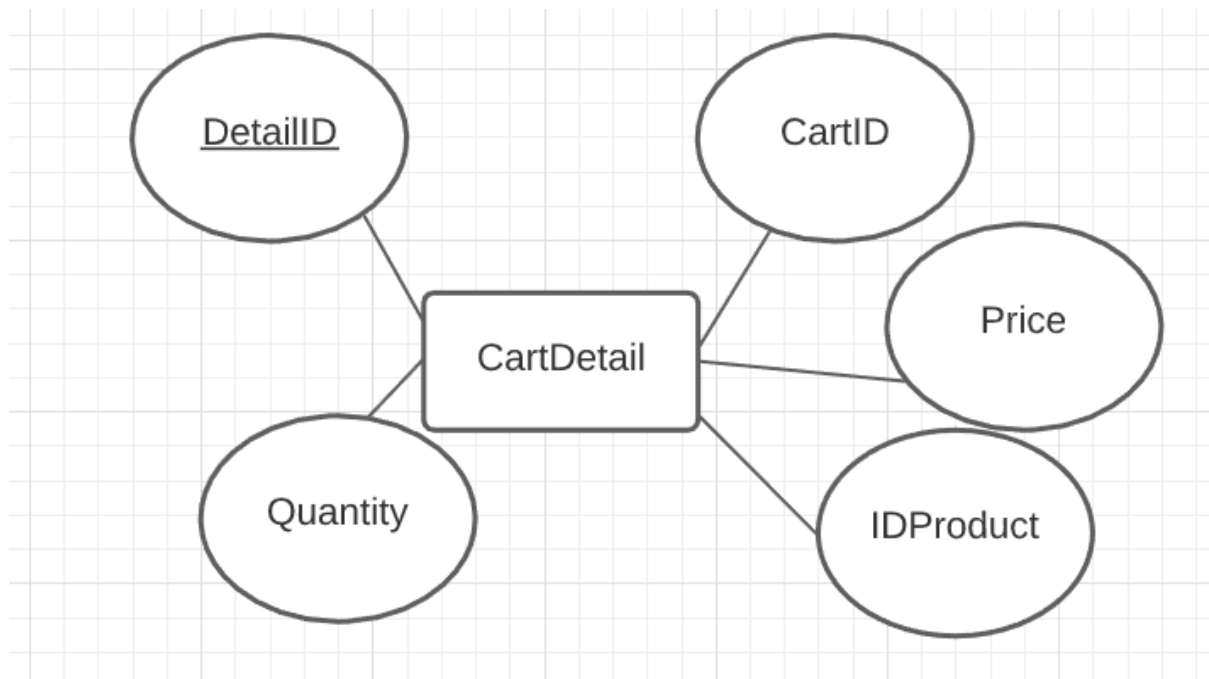 DetailID
CartID
Price
CartDetail
Quantity
IDProduct